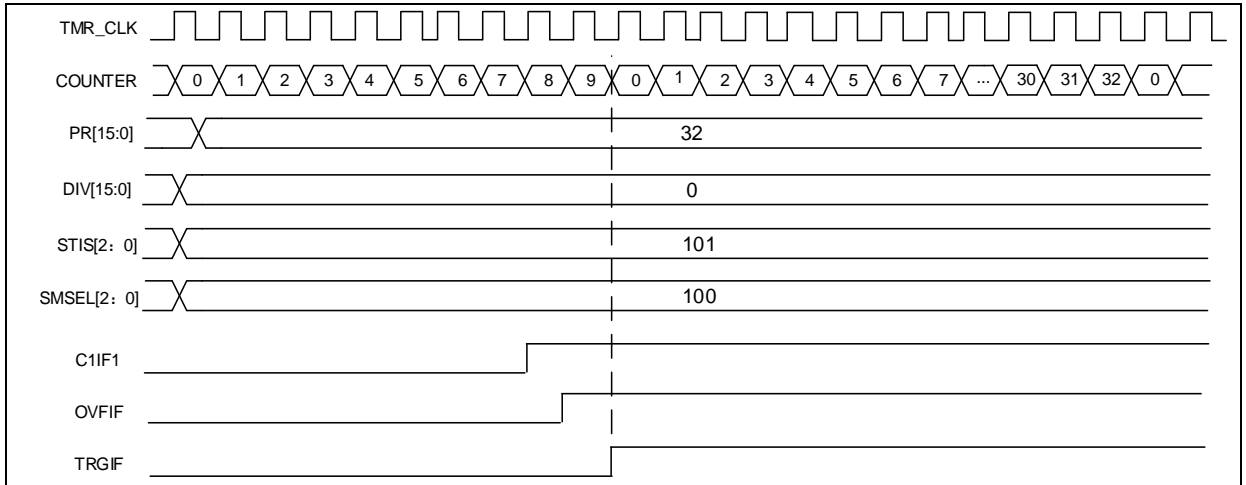 TMR_CLK
COUNTER 0 1 2 3 4 5 6 7 8 9 0 1 2 3 4 5 6 7 ... 30 31 32 0
PR[15:0] 32
DIV[15:0] 0
STIS[2：0] 101
SMSEL[2：0] 100
C1IF1
OVFIF
TRGIF